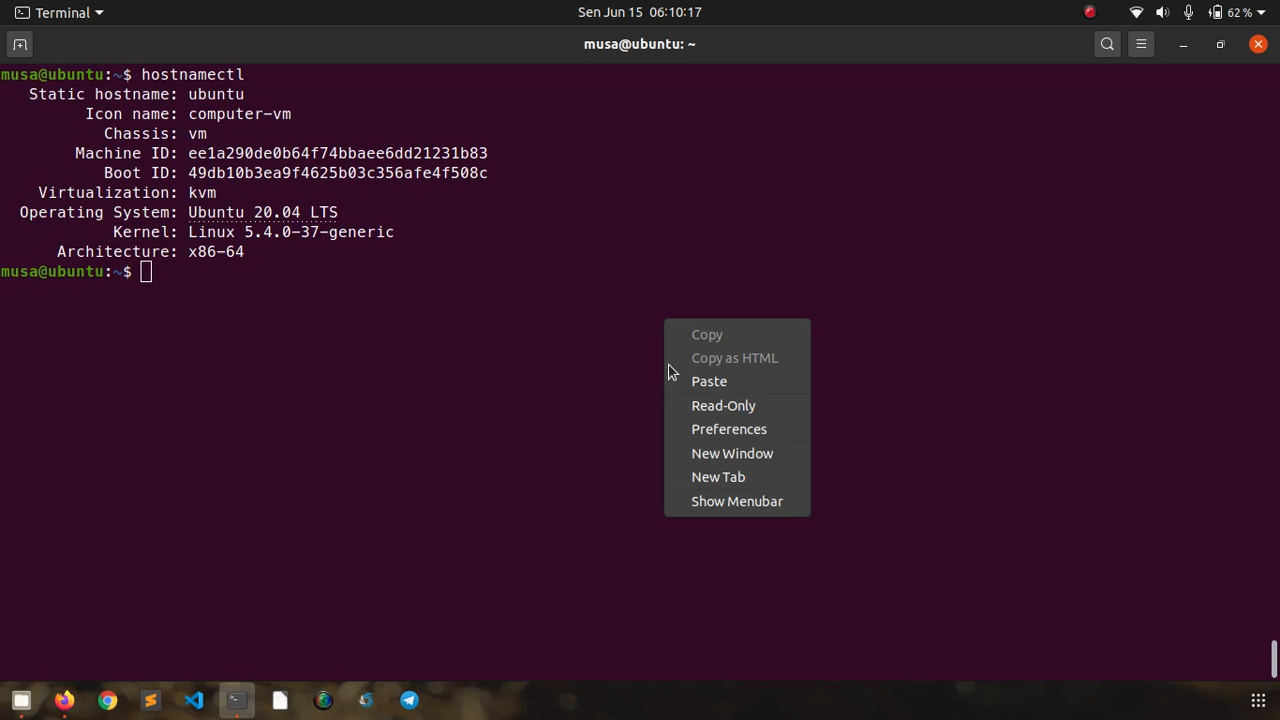 Terminal
Sen Jun 15 06:10:17
62 %
musa@ubuntu: ~
musa@ubuntu:~$ hostnamectl
Static hostname: ubuntu
Icon name: computer-vm
Chassis: vm
Machine ID: ee1a290de0b64f74bbaee6dd21231b83
Boot ID: 49db10b3ea9f4625b03c356afe4f508c
Virtualization: kvm
Operating System: Ubuntu 20.04 LTS
Kernel: Linux 5.4.0-37-generic
Architecture: x86-64
musa@ubuntu:~$
Copy
Copy as HTML
Paste
Read-Only
Preferences
New Window
New Tab
Show Menubar